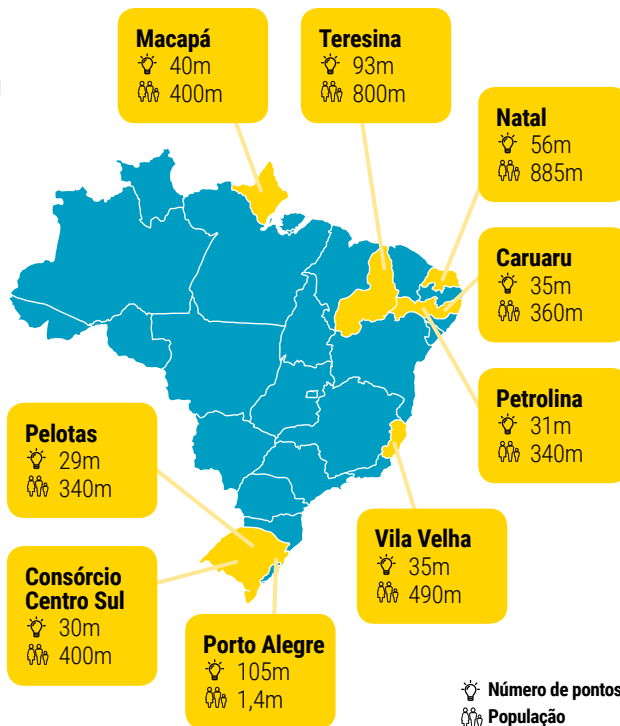 Macapá
40m
400m
Teresina
93m
800m
Natal
56m
885m
Caruaru
35m
360m
Petrolina
31m
340m
Pelotas
29m
340m
Vila Velha
35m
490m
Consórcio
Centro Sul
30m
400m
Porto Alegre
105m
1,4m
Número de pontos
População